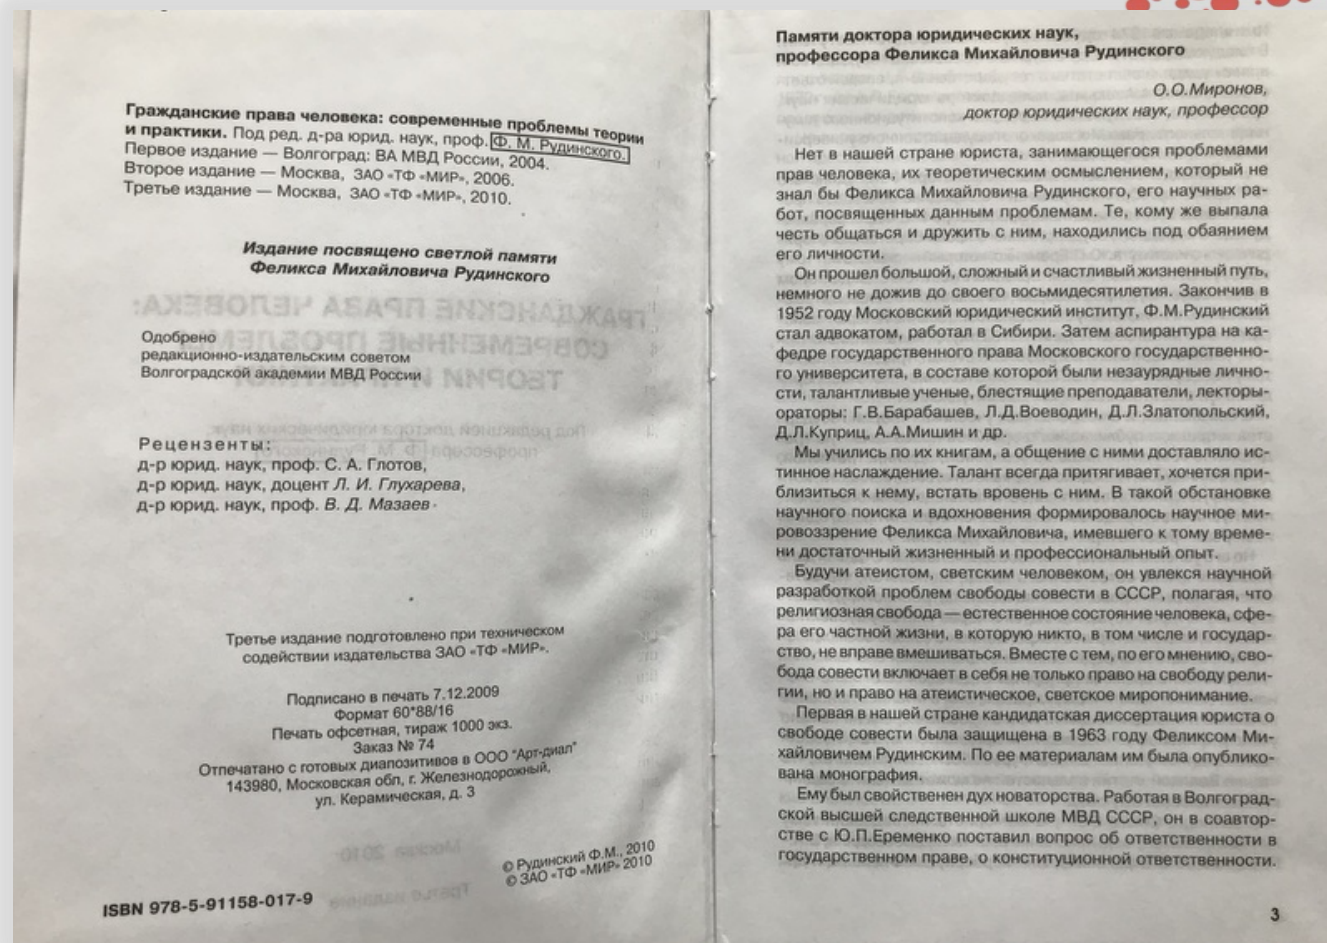 Гражданские права человека: современные проблемы теории
и практики. Под ред. д-ра юрид. наук, проф. Ф. М. Рудинского.
Первое издание — Волгоград: ВА МВД России, 2004.
Второе издание — Москва, ЗАО «ТФ «МИР», 2006.
Третье издание — Москва, ЗАО «ТФ «МИР», 2010.
Издание посвящено светлой памяти
Феликса Михайловича Рудинского
Одобрено
редакционно-издательским советом
Волгоградской академии МВД России
Рецензенты:
д-р юрид. наук, проф. С. А. Глотов,
д-р юрид. наук, доцент Л. И. Глухарева,
д-р юрид. наук, проф. В. Д. Мазаев
Третье издание подготовлено при техническом
содействии издательства ЗАО «ТФ «МИР».
Подписано в печать 7.12.2009
Формат 60*88/16
Печать офсетная, тираж 1000 экз.
Заказ № 74
Отпечатано с готовых диапозитивов в ООО "Арт-диал"
143980, Московская обл, г. Железнодорожный,
ул. Керамическая, д. 3
© Рудинский Ф.М., 2010
© ЗАО «ТФ «МИР» 2010
ISBN 978-5-91158-017-9
Памяти доктора юридических наук,
профессора Феликса Михайловича Рудинского
О.О.Миронов,
доктор юридических наук, профессор
Нет в нашей стране юриста, занимающегося проблемами
прав человека, их теоретическим осмыслением, который не
знал бы Феликса Михайловича Рудинского, его научных ра-
бот, посвященных данным проблемам. Те, кому же выпала
честь общаться и дружить с ним, находились под обаянием
его личности.
Он прошел большой, сложный и счастливый жизненный путь,
немного не дожив до своего восьмидесятилетия. Закончив в
1952 году Московский юридический институт, Ф.М.Рудинский
стал адвокатом, работал в Сибири. Затем аспирантура на ка-
федре государственного права Московского государственно-
го университета, в составе которой были незаурядные лично-
сти, талантливые ученые, блестящие преподаватели, лекторы-
ораторы: Г.В.Барабашев, Л.Д.Воеводин, Д.Л.Златопольский,
Д.Л.Куприц, А.А.Мишин и др.
Мы учились по их книгам, а общение с ними доставляло ис-
тинное наслаждение. Талант всегда притягивает, хочется при-
близиться к нему, встать вровень с ним. В такой обстановке
научного поиска и вдохновения формировалось научное ми-
ровоззрение Феликса Михайловича, имевшего к тому време-
ни достаточный жизненный и профессиональный опыт.
Будучи атеистом, светским человеком, он увлекся научной
разработкой проблем свободы совести в СССР, полагая, что
религиозная свобода — естественное состояние человека, сфе-
ра его частной жизни, в которую никто, в том числе и государ-
ство, не вправе вмешиваться. Вместе с тем, по его мнению, сво-
бода совести включает в себя не только право на свободу рели-
гии, но и право на атеистическое, светское миропонимание.
Первая в нашей стране кандидатская диссертация юриста о
свободе совести была защищена в 1963 году Феликсом Ми-
хайловичем Рудинским. По ее материалам им была опублико-
вана монография.
Ему был свойственен дух новаторства. Работая в Волгоград-
ской высшей следственной школе МВД СССР, он в соавтор-
стве с Ю.П.Еременко поставил вопрос об ответственности в
государственном праве, о конституционной ответственности.
3